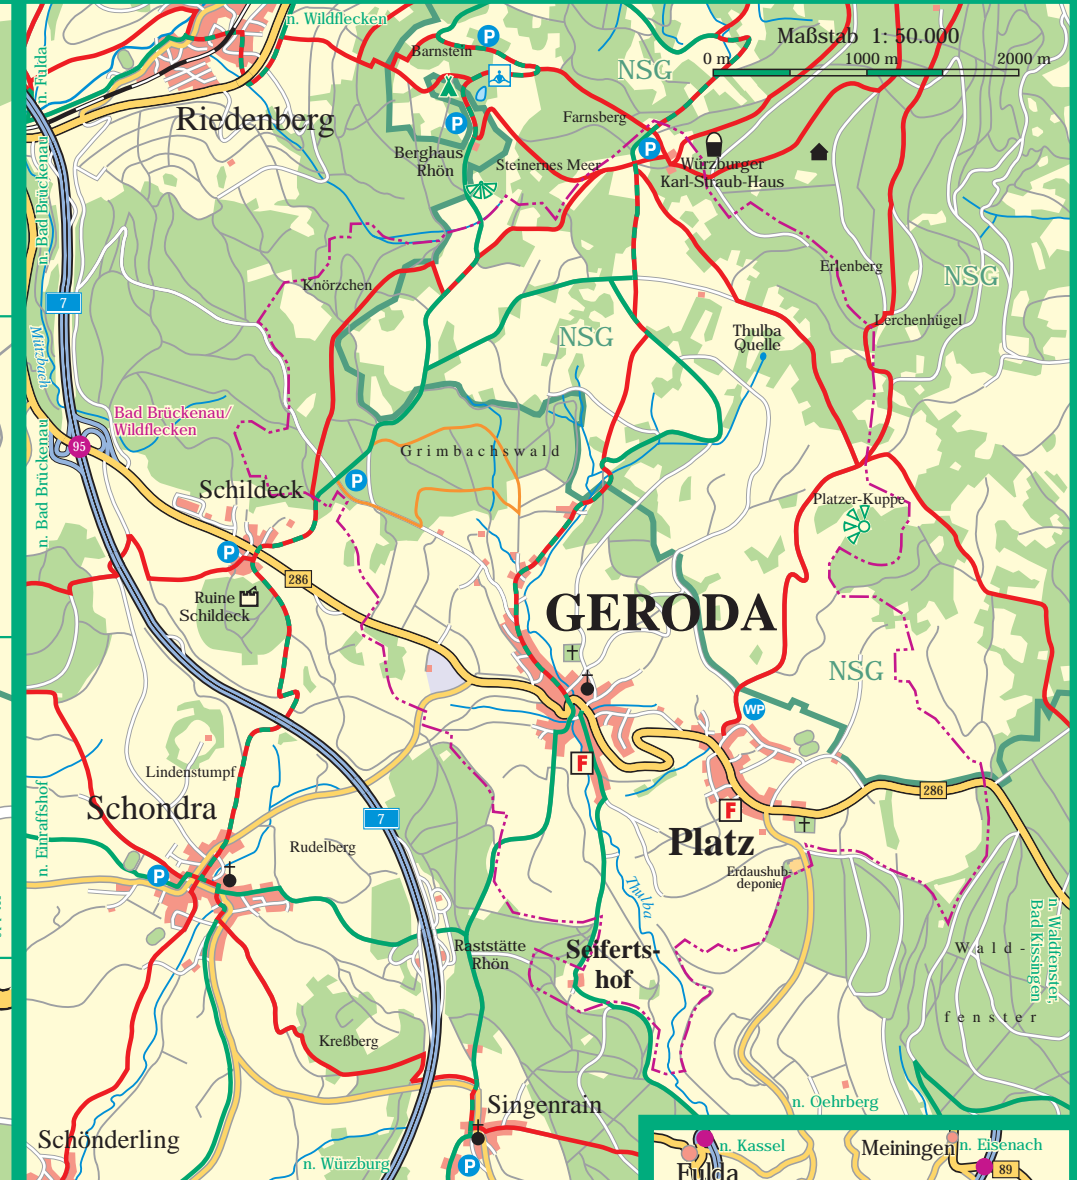 n. Wildflecken
Maßstab 1: 50.000
0 m 1000 m 2000 m
Barnstein
P
NSG
n. Fulda
Riedenberg
Farnsberg
P
P
Berghaus
Rhön
Steinernes Meer
Würzburger
Karl-Straub-Haus
n. Bad Brückenau
Knörzchen
Erlenberg
NSG
7
Lerchenhügel
NSG
Thulba
Quelle
Mützbach
Bad Brückenau/
Wildflecken
95
n. Bad Brückenau
Grimbachswald
P
Schildeck
Platzer-Kuppe
P
286
Ruine
Schildeck
GERODA
NSG
WP
F
Lindenstumpf
Schondra
7
286
F
n. Einraffshof
Platz
Rudelberg
Erdaushub-
deponie
P
Thulba
Raststätte
Rhön
Seiferts-
hof
Wald-
fenster
n. Waldfenster,
Bad Kissingen
Kreßberg
Singenrain
n. Oehrberg
Schönderling
n. Würzburg
P
n. Kassel
Fulda
Meiningen
n. Eisenach
89